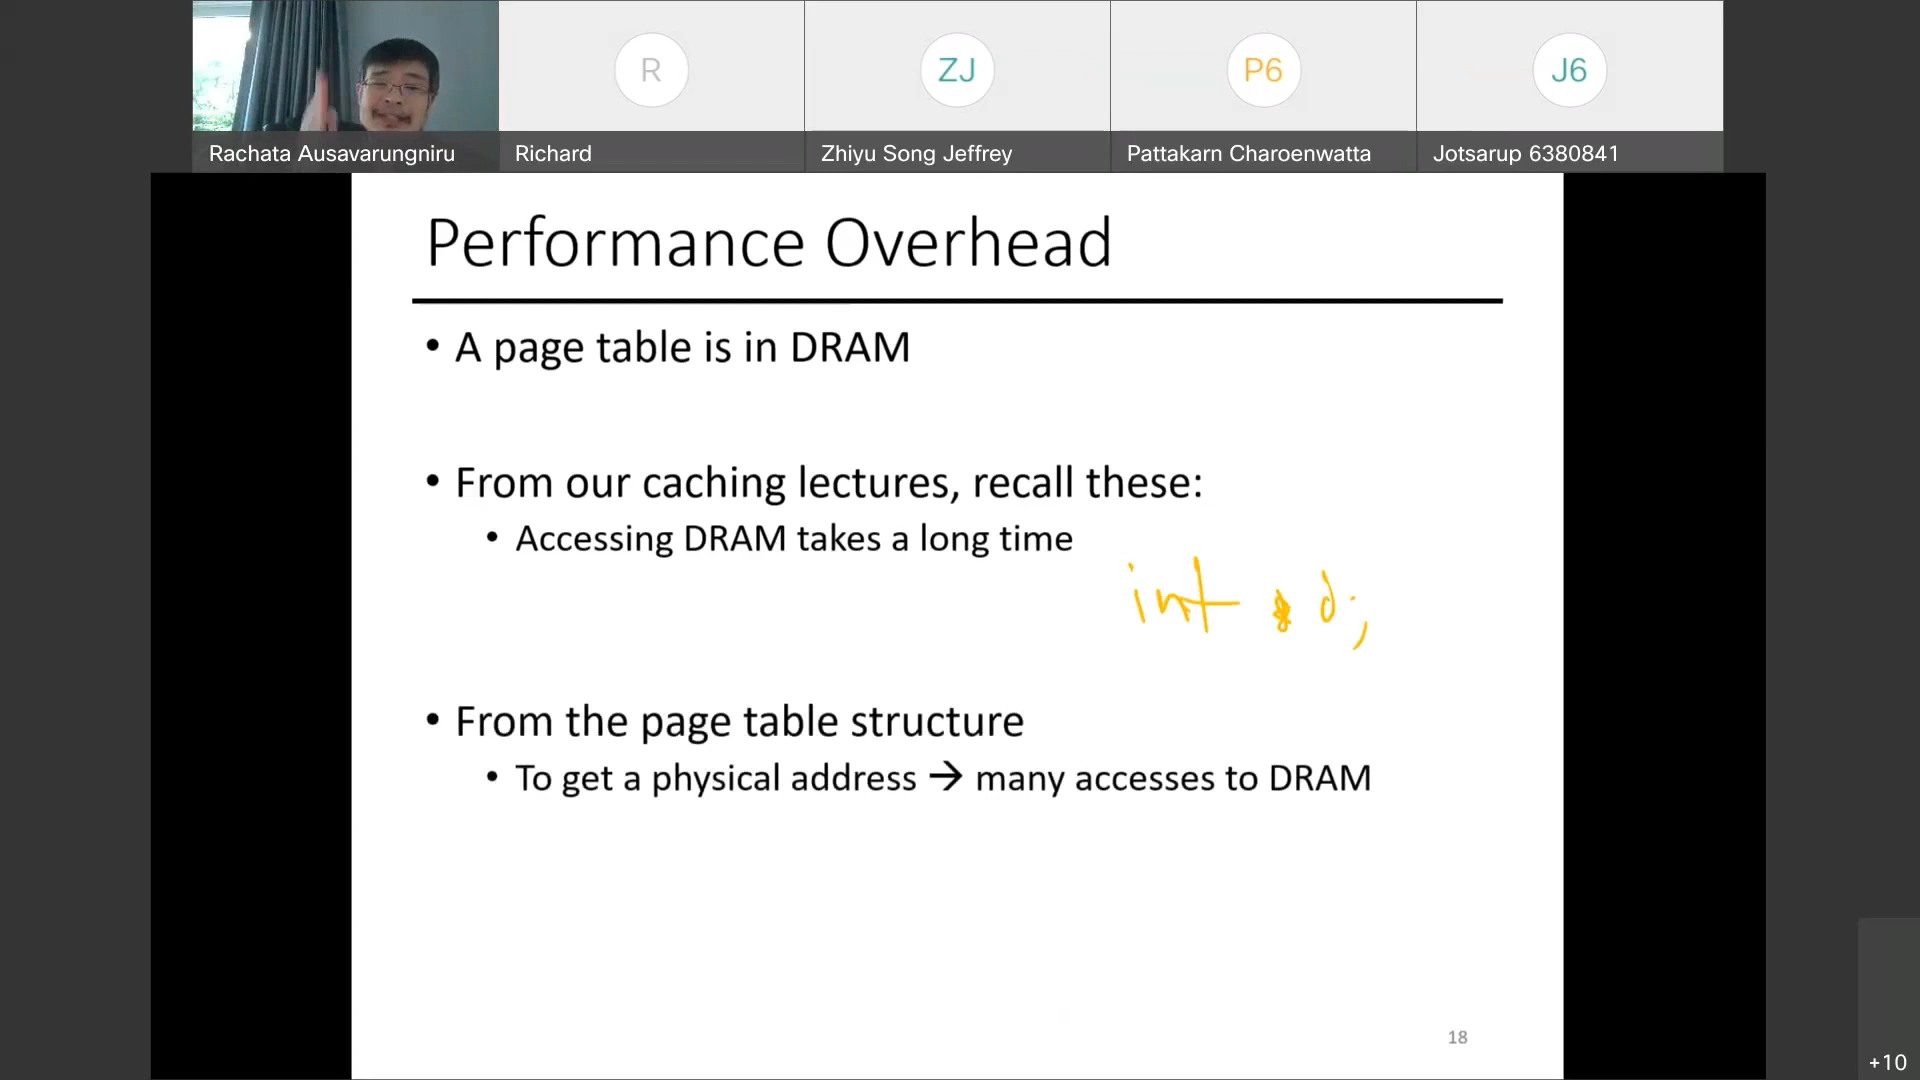 R
ZJ
P6
J6
Rachata Ausavarungniru
Richard
Zhiyu Song Jeffrey
Pattakarn Charoenwatta
Jotsarup 6380841
Performance Overhead
• A page table is in DRAM
• From our caching lectures, recall these:
• Accessing DRAM takes a long time
int
• From the page table structure
• To get a physical address → many accesses to DRAM
18
+10